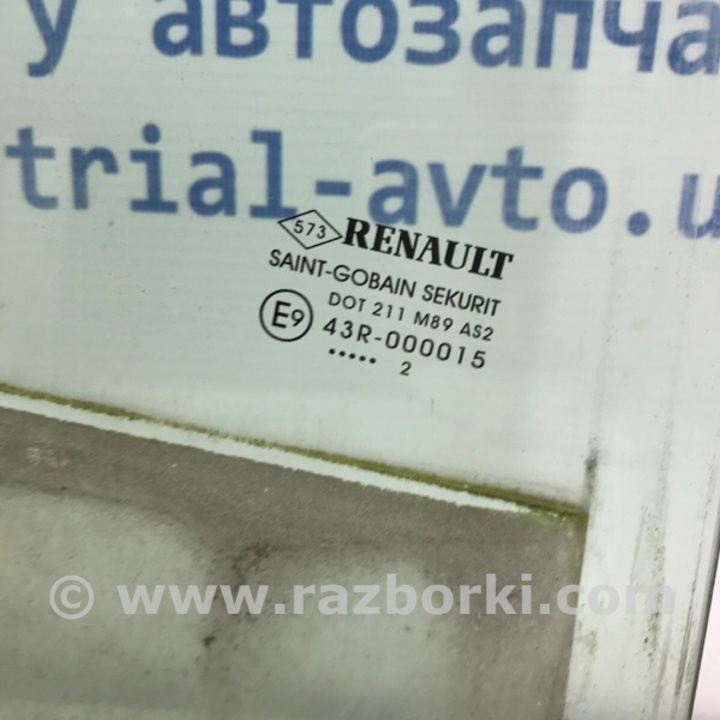 у автозапча
trial-avto.u
573 RENAULT
SAINT-GOBAIN SEKURIT
DOT 211 M89 AS2
E9 43R-000015
..... 2
© www.razborki.com